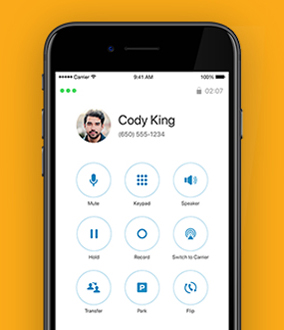 Carrier 9:41 AM 100%
02:07
Cody King
(650) 555-1234
Mute Keypad Speaker
Hold Record Switch to Carrier
P
Transfer Park Flip